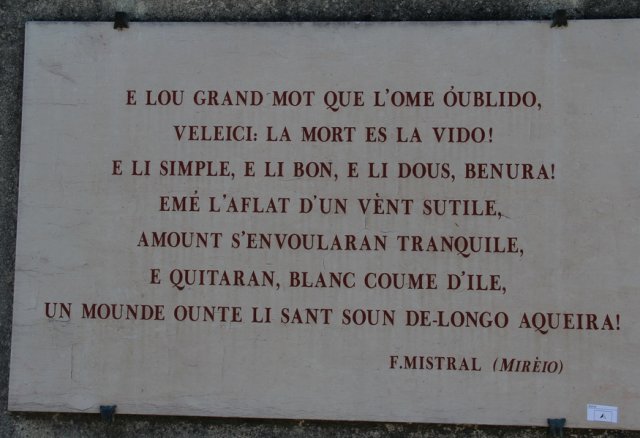 E LOU GRAND MOT QUE L'OME ÓUBLIDO,
VELEICI: LA MORT ES LA VIDO!
E LI SIMPLE, E LI BON, E LI DOUS, BENURA!
EMÉ L'AFLAT D'UN VÈNT SUTILE,
AMOUNT S'ENVOULARAN TRANQUILE,
E QUITARAN, BLANC COUME D'ILE,
UN MOUNDE OUNTE LI SANT SOUN DE-LONGO AQUEIRA!
F.MISTRAL (MIRÈIO)